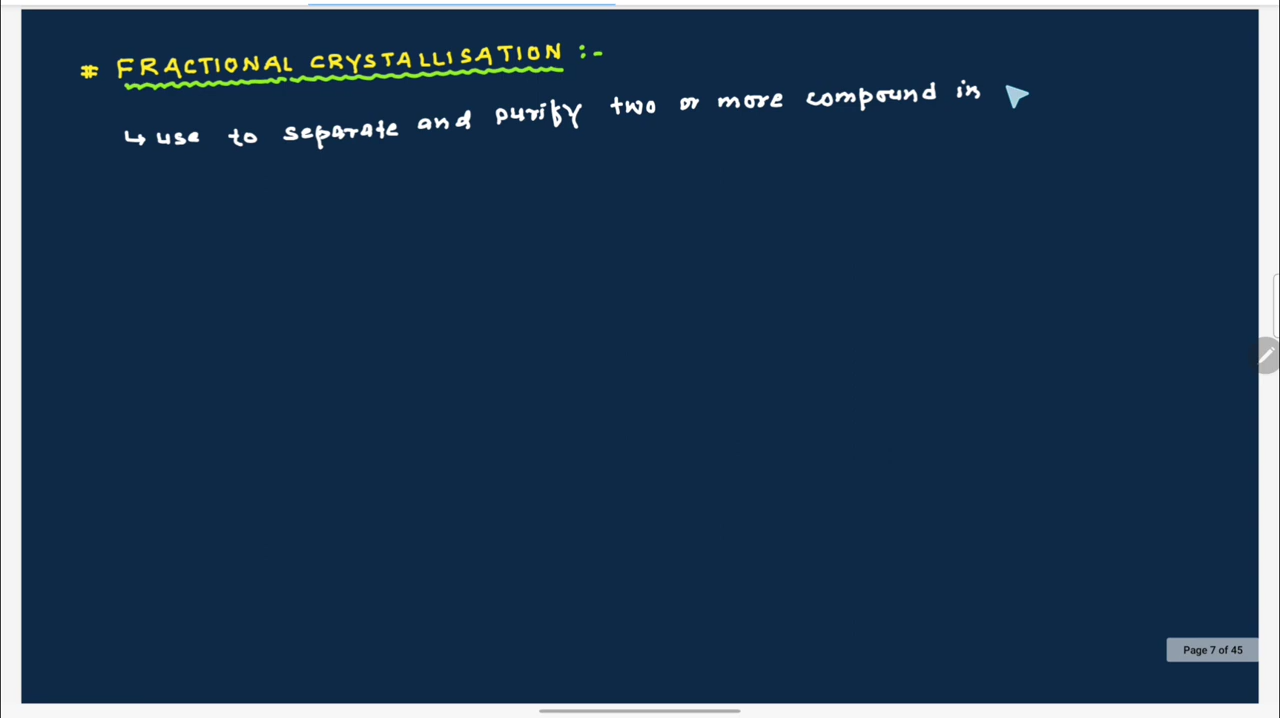 # FRACTIONAL CRYSTALLISATION :-
↳ use to separate and purify two or more compound in
Page 7 of 45